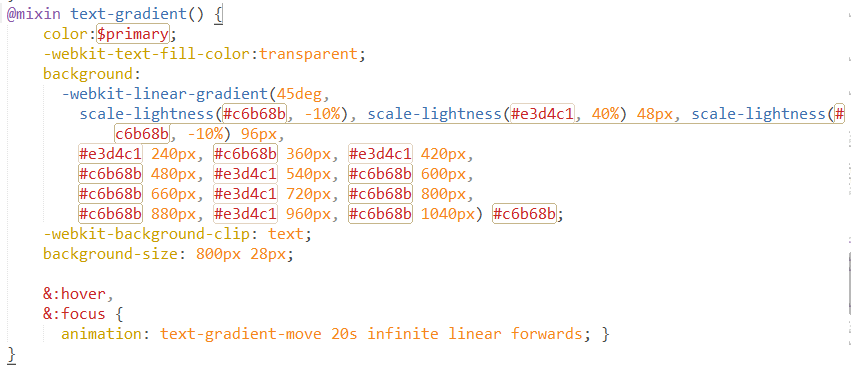 @mixin text-gradient() {
color:$primary;
-webkit-text-fill-color:transparent;
background:
-webkit-linear-gradient(45deg,
scale-lightness(#c6b68b, -10%), scale-lightness(#e3d4c1, 40%) 48px, scale-lightness(#
c6b68b, -10%) 96px,
#e3d4c1 240px, #c6b68b 360px, #e3d4c1 420px,
#c6b68b 480px, #e3d4c1 540px, #c6b68b 600px,
#c6b68b 660px, #e3d4c1 720px, #c6b68b 800px,
#c6b68b 880px, #e3d4c1 960px, #c6b68b 1040px) #c6b68b;
-webkit-background-clip: text;
background-size: 800px 28px;
&:hover,
&:focus {
animation: text-gradient-move 20s infinite linear forwards; }
}